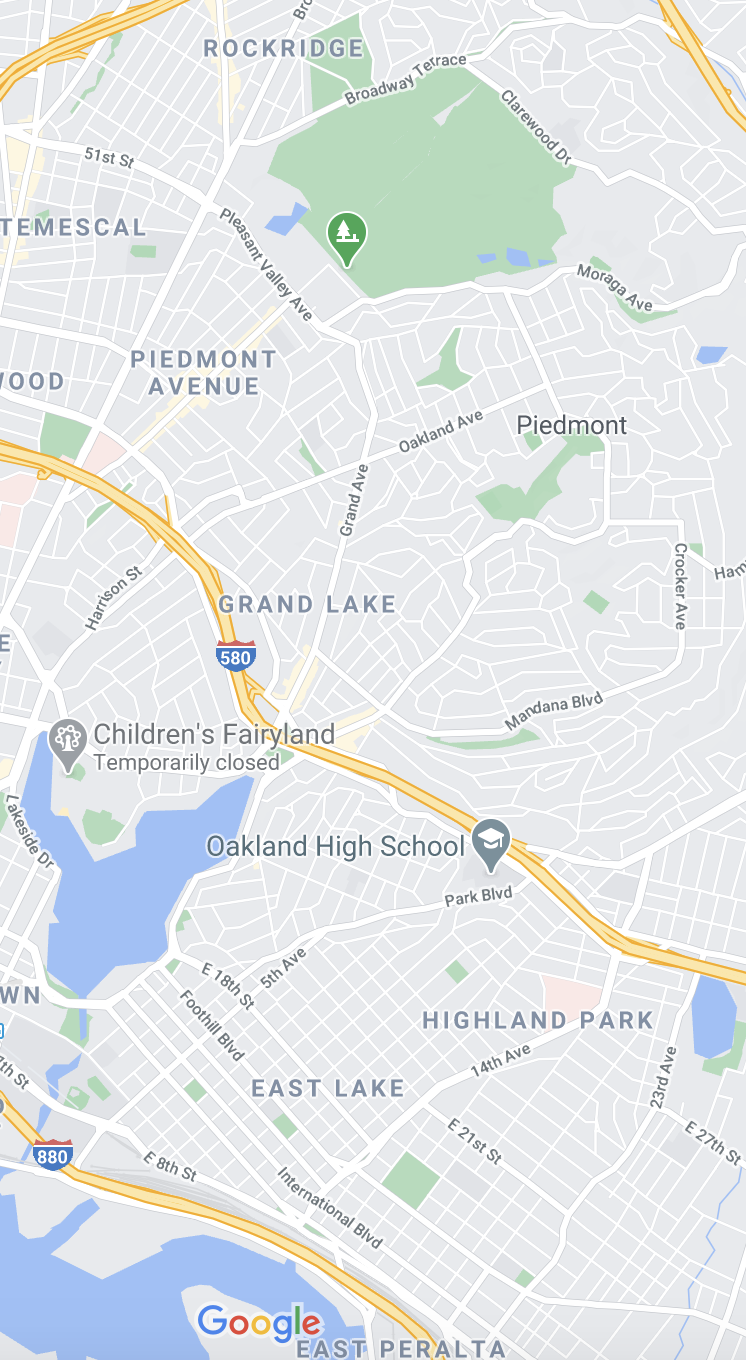 ROCKRIDGE
Broadway Terrace
Clarewood Dr
51st St
TEMESCAL
Pleasant Valley Ave
Moraga Ave
PIEDMONT
AVENUE
Oakland Ave
Piedmont
Grand Ave
Harrison St
Crocker Ave
GRAND LAKE
580
Mandana Blvd
Children's Fairyland
Temporarily closed
Lakeside Dr
Oakland High School
Park Blvd
E 18th St
5th Ave
Foothill Blvd
HIGHLAND PARK
14th Ave
23rd Ave
EAST LAKE
E 21st St
E 27th St
880
E 8th St
International Blvd
Google
EAST PERALTA